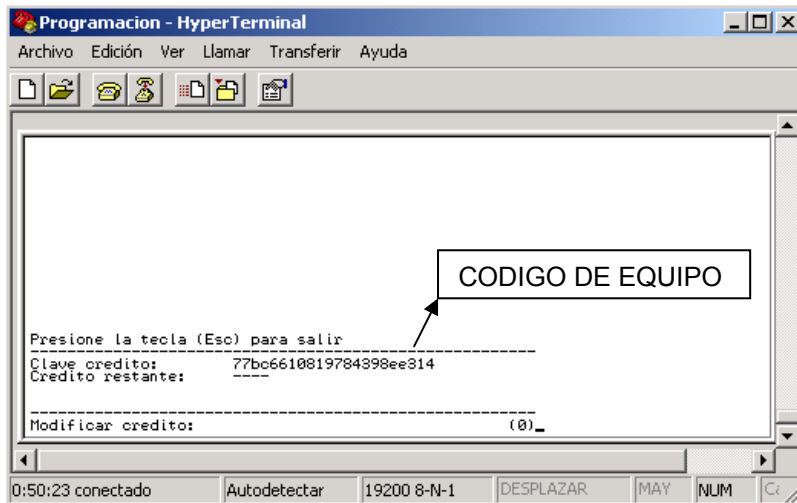 Programacion - HyperTerminal
Archivo Edición Ver Llamar Transferir Ayuda
CODIGO DE EQUIPO
Presione la tecla (Esc) para salir
Clave credito: 77bc6610819784398ee314
Credito restante: ----
Modificar credito: (0)_
0:50:23 conectado Autodetectar 19200 8-N-1 DESPLAZAR MAY NUM